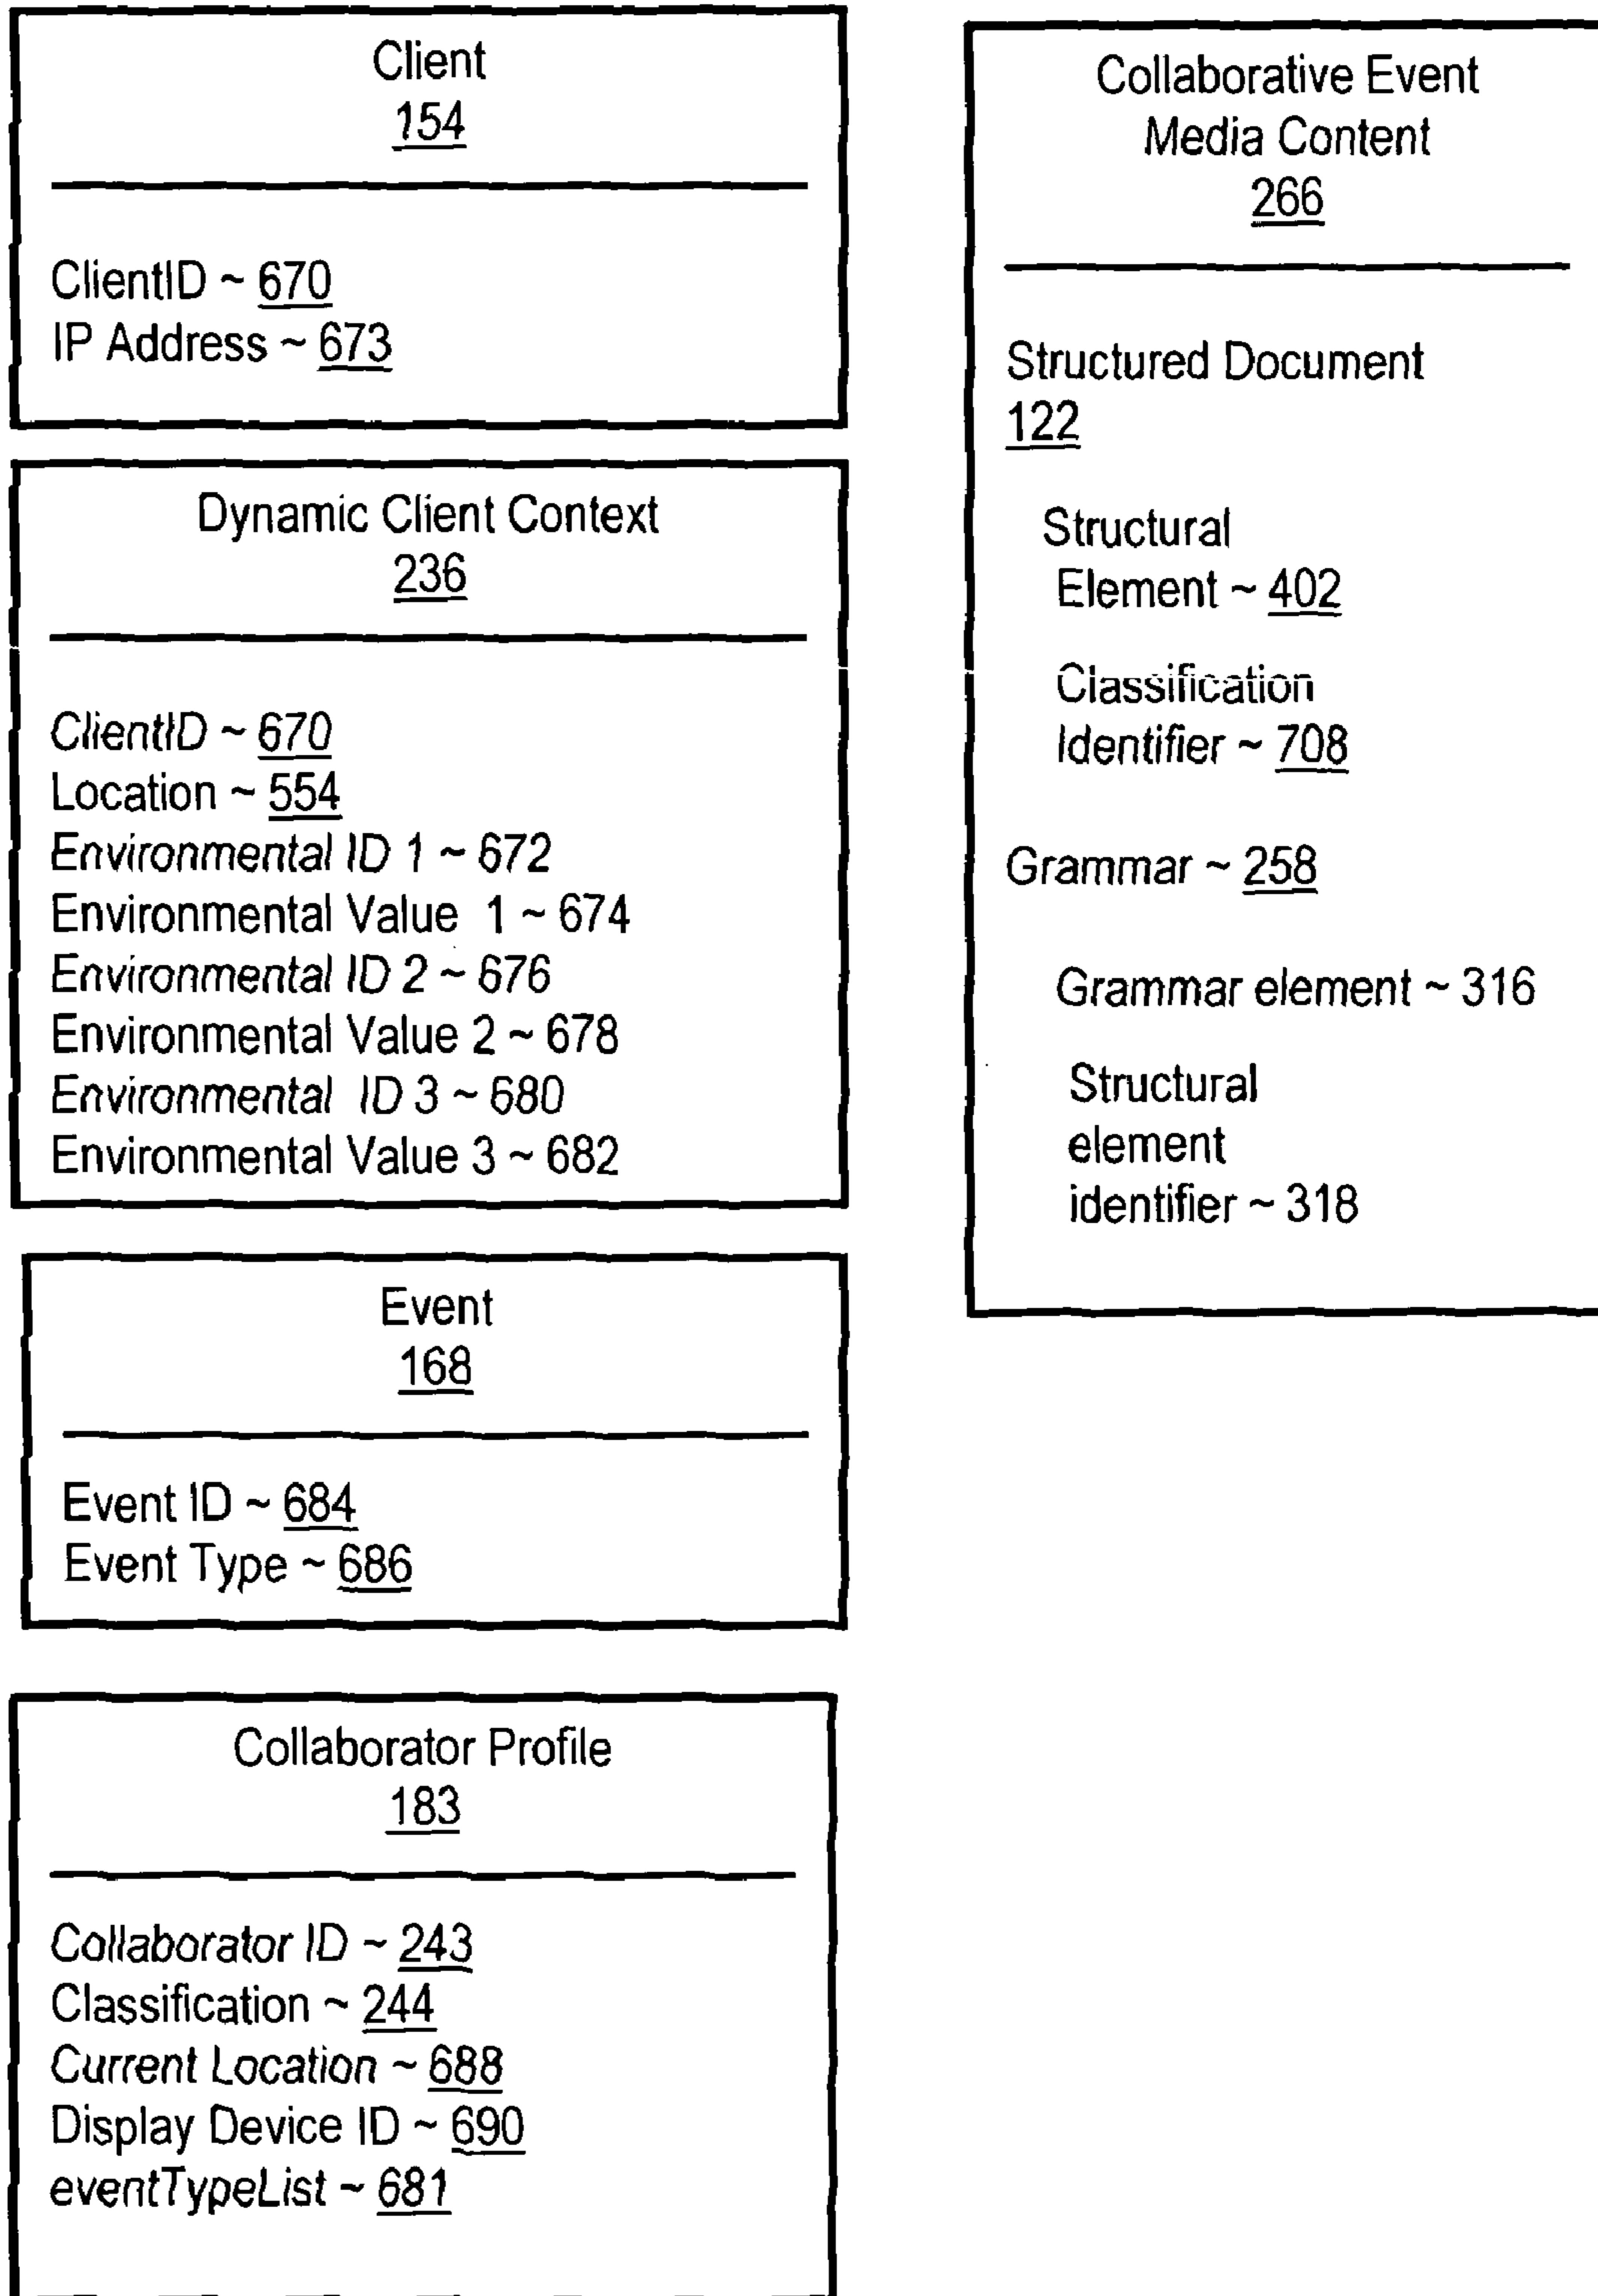 Client
154
ClientID ~ 670
IP Address ~ 673
Dynamic Client Context
236
ClientID ~ 670
Location ~ 554
Environmental ID 1 ~ 672
Environmental Value 1 ~ 674
Environmental ID 2 ~ 676
Environmental Value 2 ~ 678
Environmental ID 3 ~ 680
Environmental Value 3 ~ 682
Event
168
Event ID ~ 684
Event Type ~ 686
Collaborator Profile
183
Collaborator ID ~ 243
Classification ~ 244
Current Location ~ 688
Display Device ID ~ 690
eventTypeList ~ 681
Collaborative Event
Media Content
266
Structured Document
122
Structural
Element ~ 402
Classification
Identifier ~ 708
Grammar ~ 258
Grammar element ~ 316
Structural
element
identifier ~ 318